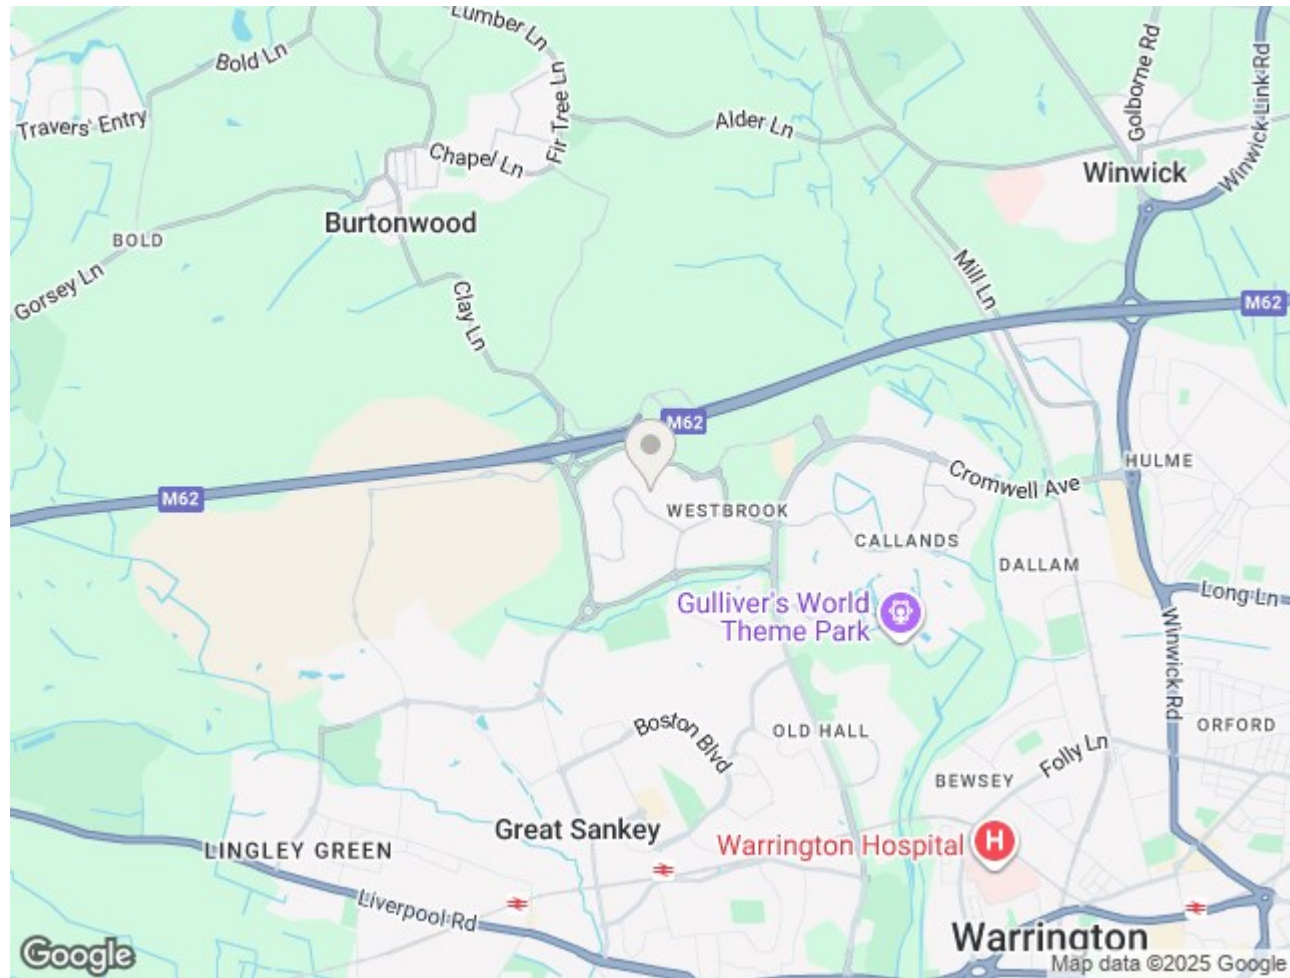 Lumber Ln
Bold Ln
Golborne Rd
Winwick Link Rd
Travers' Entry
Fir Tree Ln
Alder Ln
Chapel Ln
Winwick
Burtonwood
BOLD
Gorsey Ln
Mill Ln
Clay Ln
M62
M62
M62
Cromwell Ave
HULME
WESTBROOK
CALLANDS
DALLAM
Long Ln
Gulliver's World
Theme Park
Winwick Rd
Boston Blvd
OLD HALL
ORFORD
Folly Ln
BEWSEY
Great Sankey
Warrington Hospital
H
LINGLEY GREEN
Liverpool Rd
Warrington
Google
Map data ©2025 Google